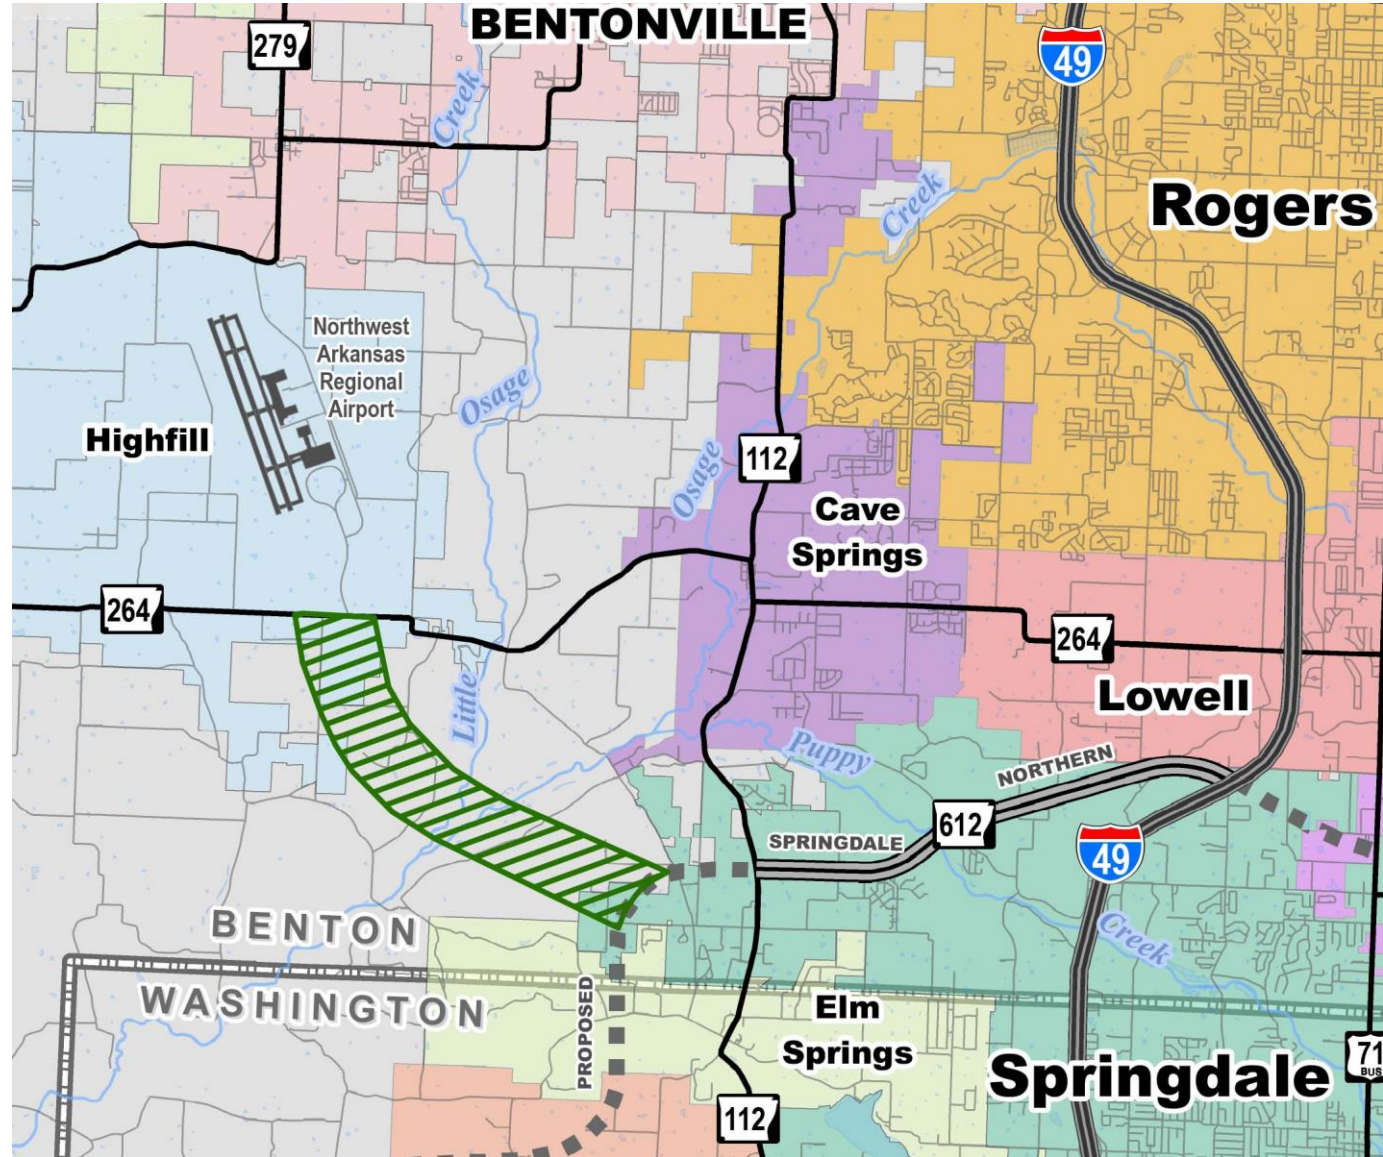 BENTONVILLE
279
49
Creek
Rogers
Creek
Northwest
Arkansas
Regional
Airport
Highfill
Osage
Osage
112
Cave
Springs
264
264
Little
Lowell
Puppy
NORTHERN
612
SPRINGDALE
49
BENTON
Creek
WASHINGTON
PROPOSED
Elm
Springs
71
BUS
Springdale
112